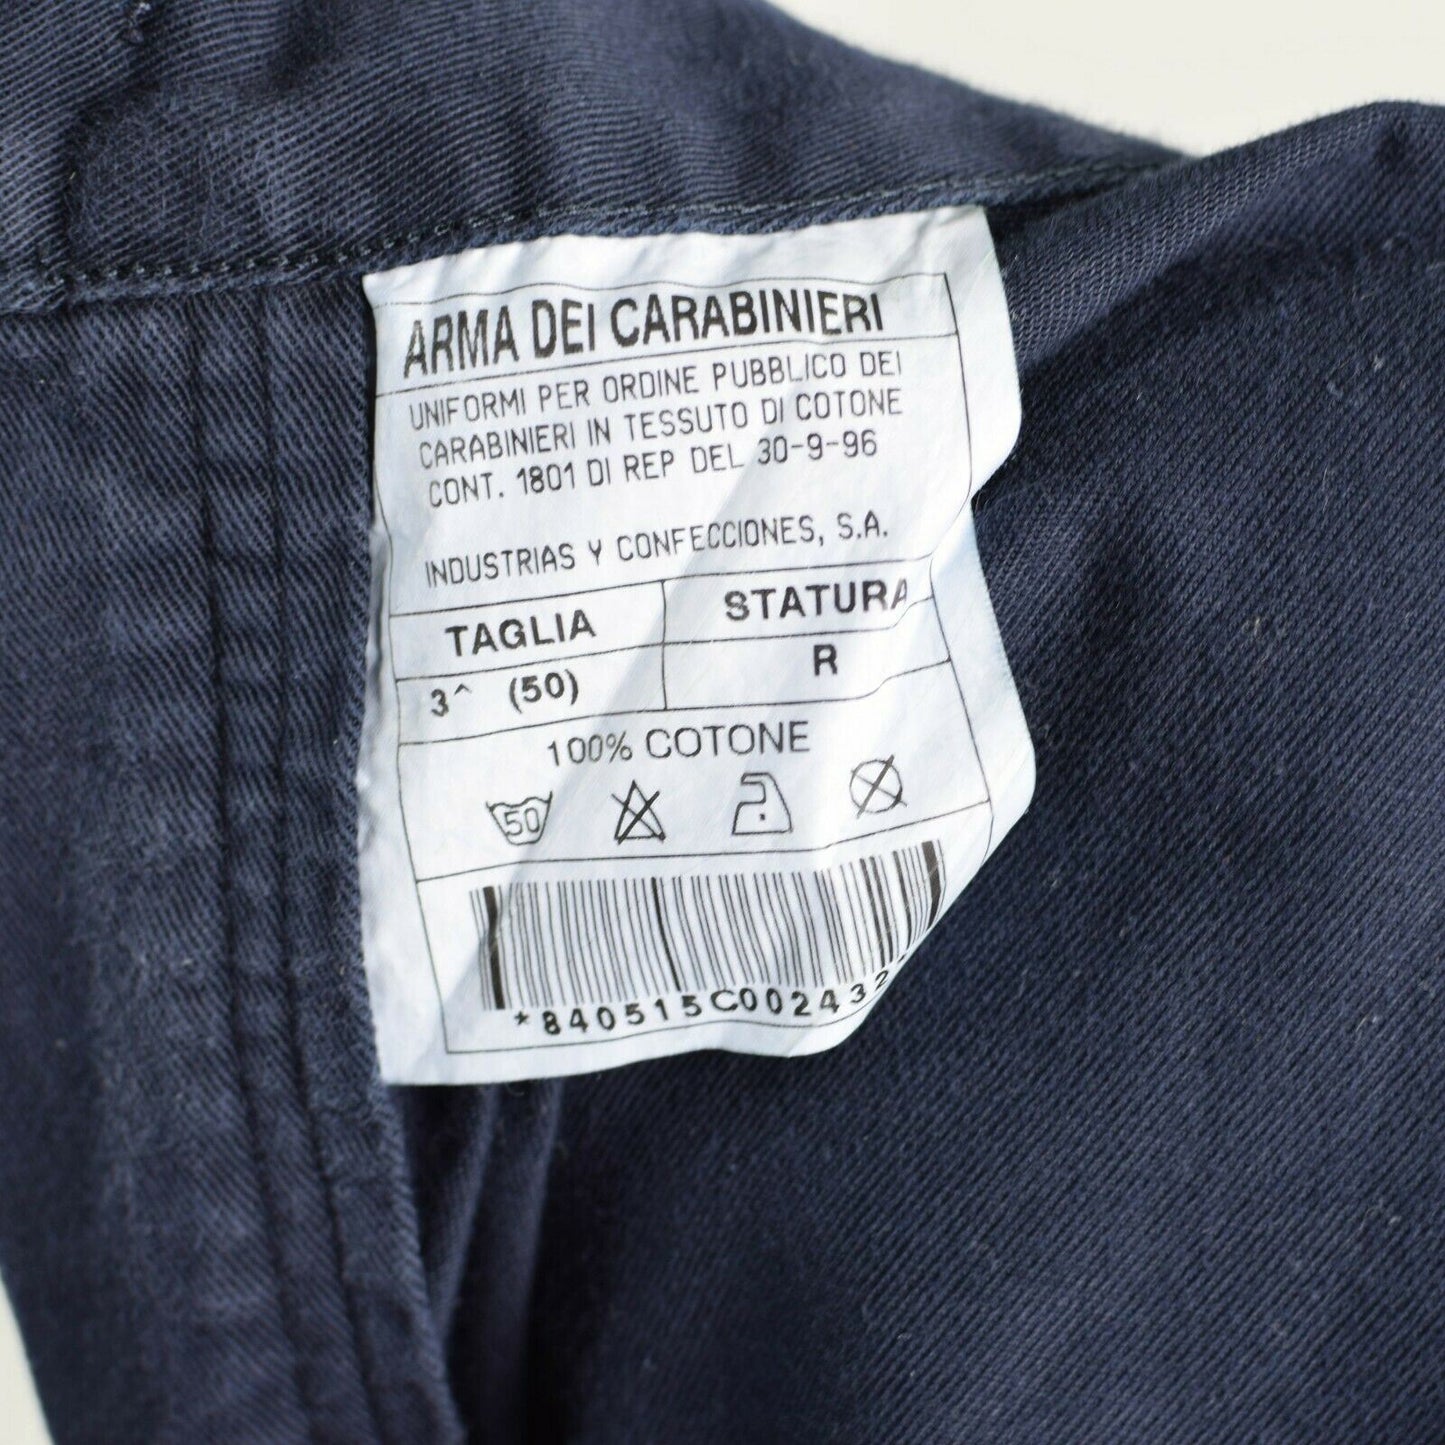 ARMA DEI CARABINIERI
UNIFORMI PER ORDINE PUBBLICO DEI
CARABINIERI IN TESSUTO DI COTONE
CONT. 1801 DI REP DEL 30-9-96
INDUSTRIAS Y CONFECCIONES, S.A.
TAGLIA STATURA
3^ (50) R
100% COTONE
50
*840515C002432